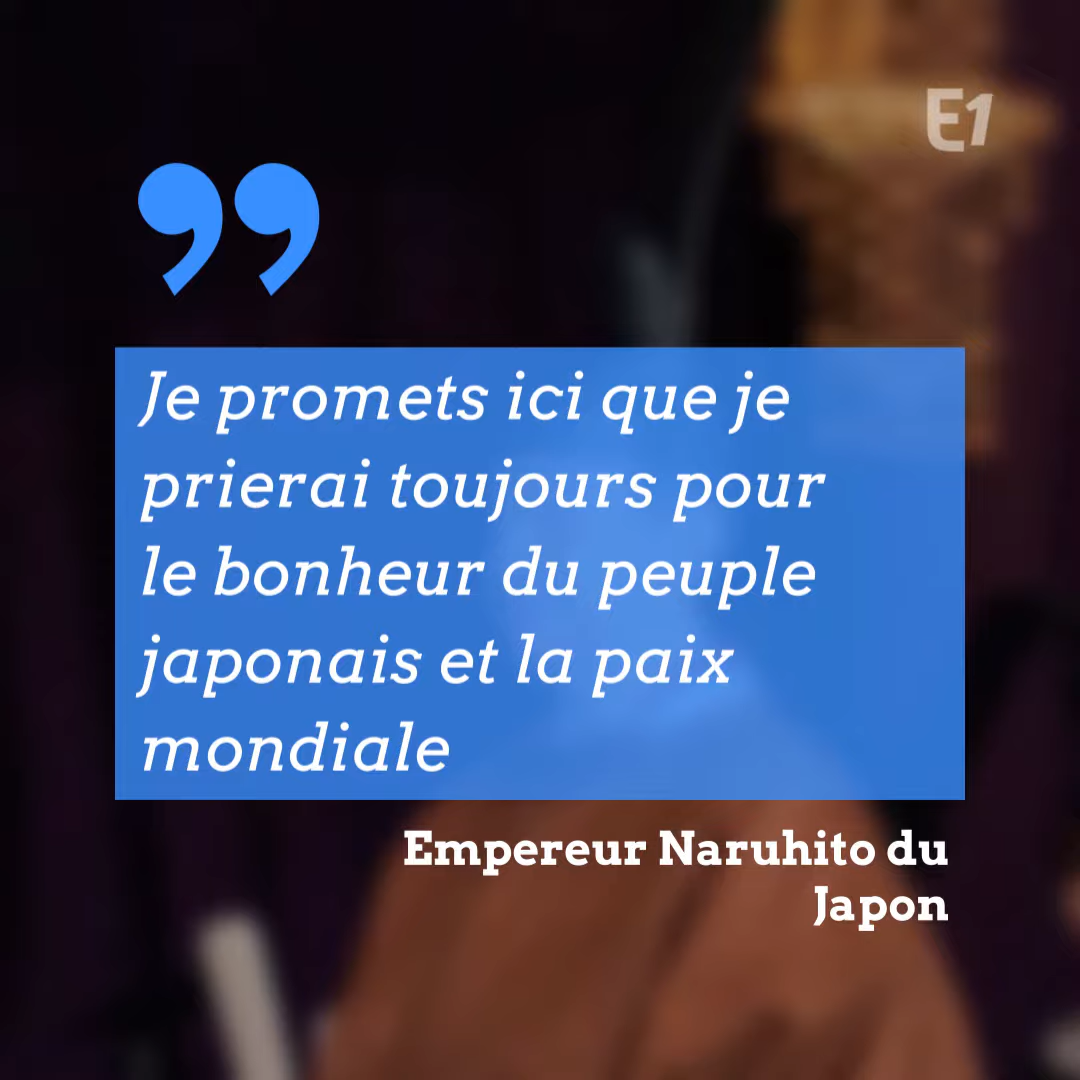 E1
”
Je promets ici que je
prierai toujours pour
le bonheur du peuple
japonais et la paix
mondiale
Empereur Naruhito du
Japon